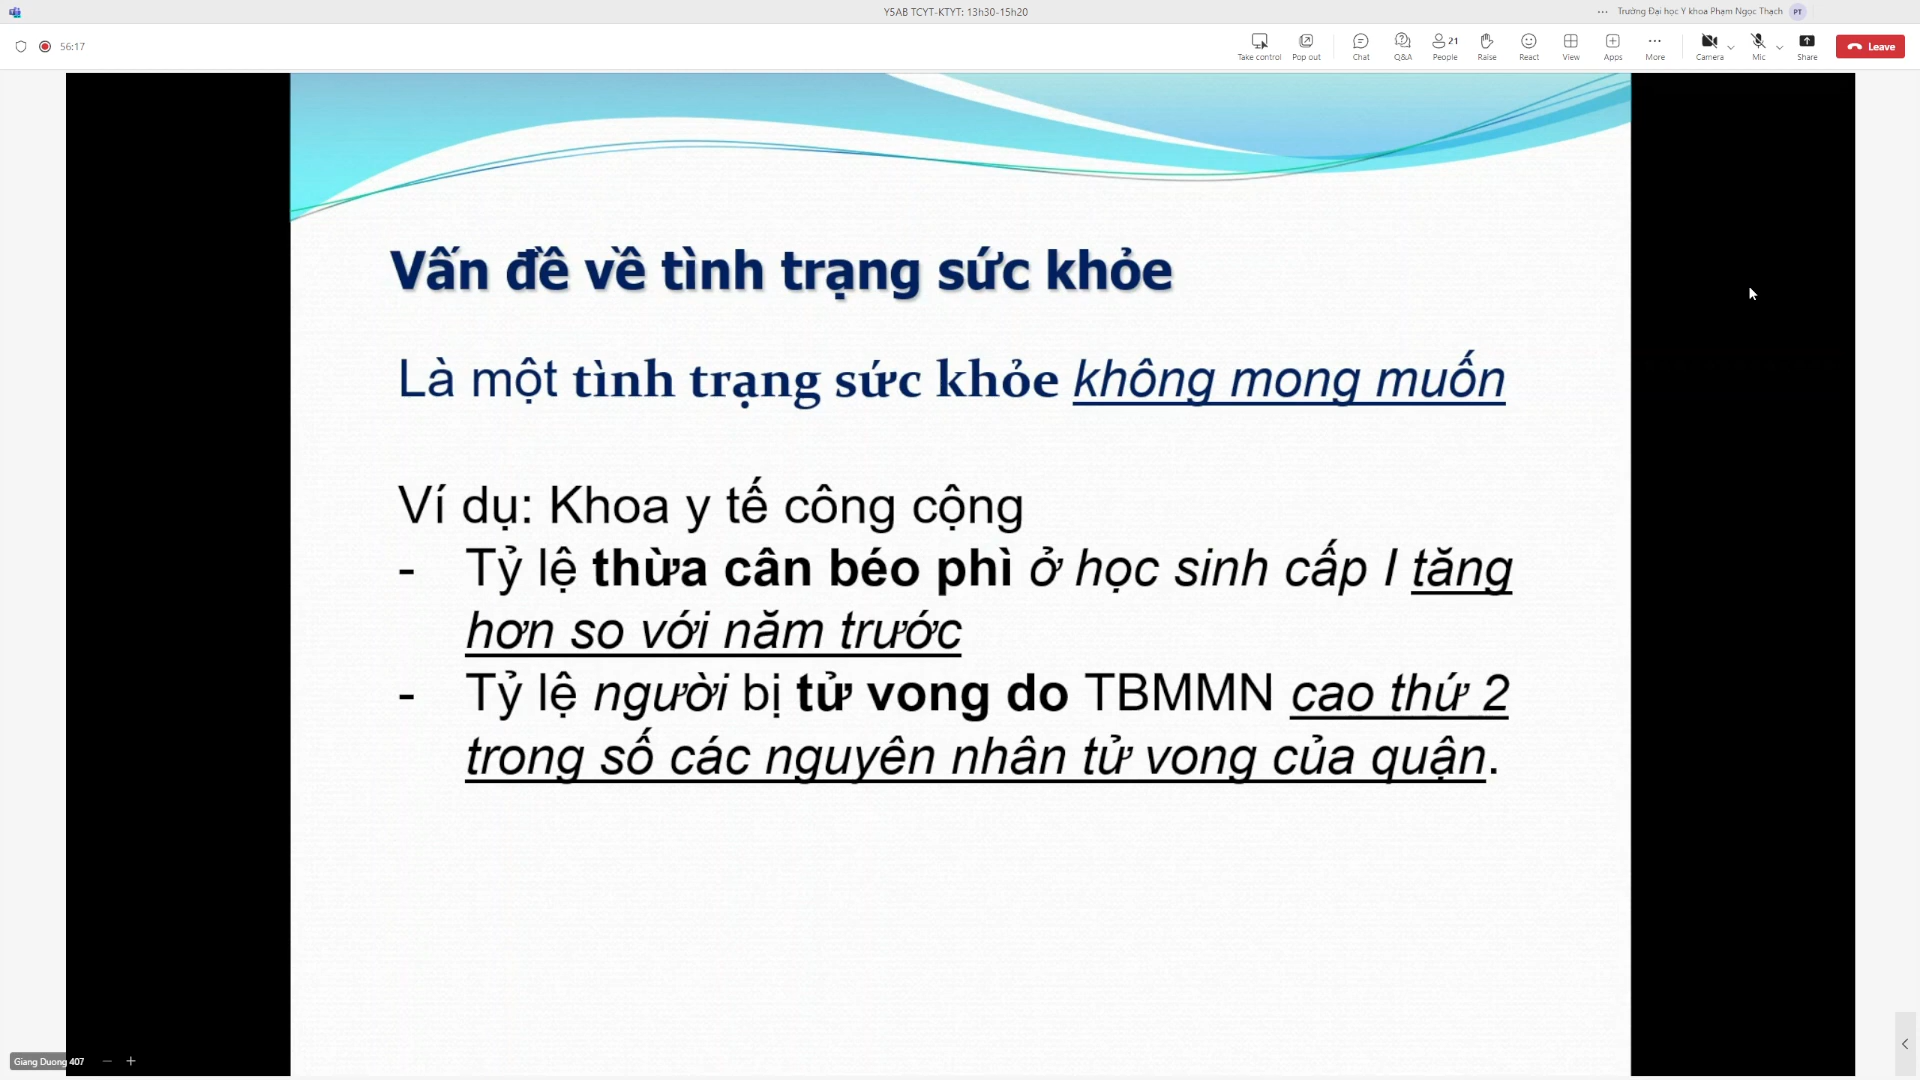 Y5AB TCYT-KTYT: 13h30-15h20
Trường Đại học Y khoa Phạm Ngọc Thạch PT
56:17
Take control Pop out Chat Q&A 21 People Raise React View Apps More Camera Mic Share Leave
Vấn đề về tình trạng sức khỏe
Là một tình trạng sức khỏe không mong muốn
Ví dụ: Khoa y tế công cộng
- Tỷ lệ thừa cân béo phì ở học sinh cấp I tăng
hơn so với năm trước
- Tỷ lệ người bị tử vong do TBMMN cao thứ 2
trong số các nguyên nhân tử vong của quận.
Giang Duong 407